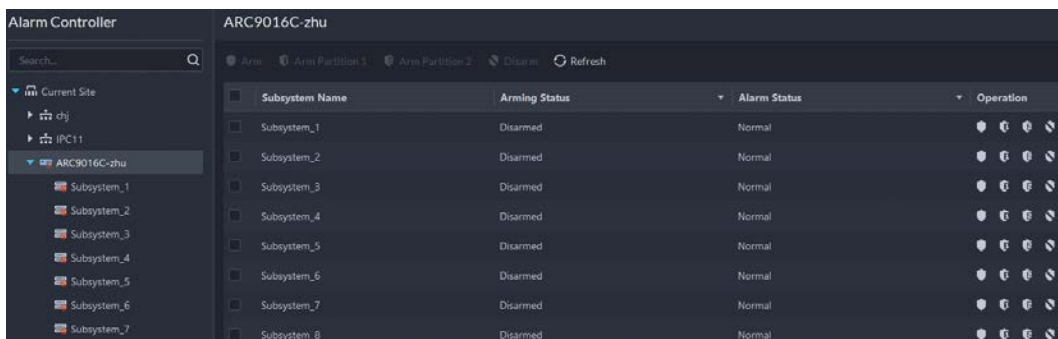 Alarm Controller
ARC9016C-zhu
Search...
Arm Arm Partition 1 Arm Partition 2 Disarm Refresh
Current Site
chj
IPC11
ARC9016C-zhu
Subsystem_1
Subsystem_2
Subsystem_3
Subsystem_4
Subsystem_5
Subsystem_6
Subsystem_7
Subsystem Name Arming Status Alarm Status Operation
Subsystem_1 Disarmed Normal
Subsystem_2 Disarmed Normal
Subsystem_3 Disarmed Normal
Subsystem_4 Disarmed Normal
Subsystem_5 Disarmed Normal
Subsystem_6 Disarmed Normal
Subsystem_7 Disarmed Normal
Subsystem_8 Disarmed Normal